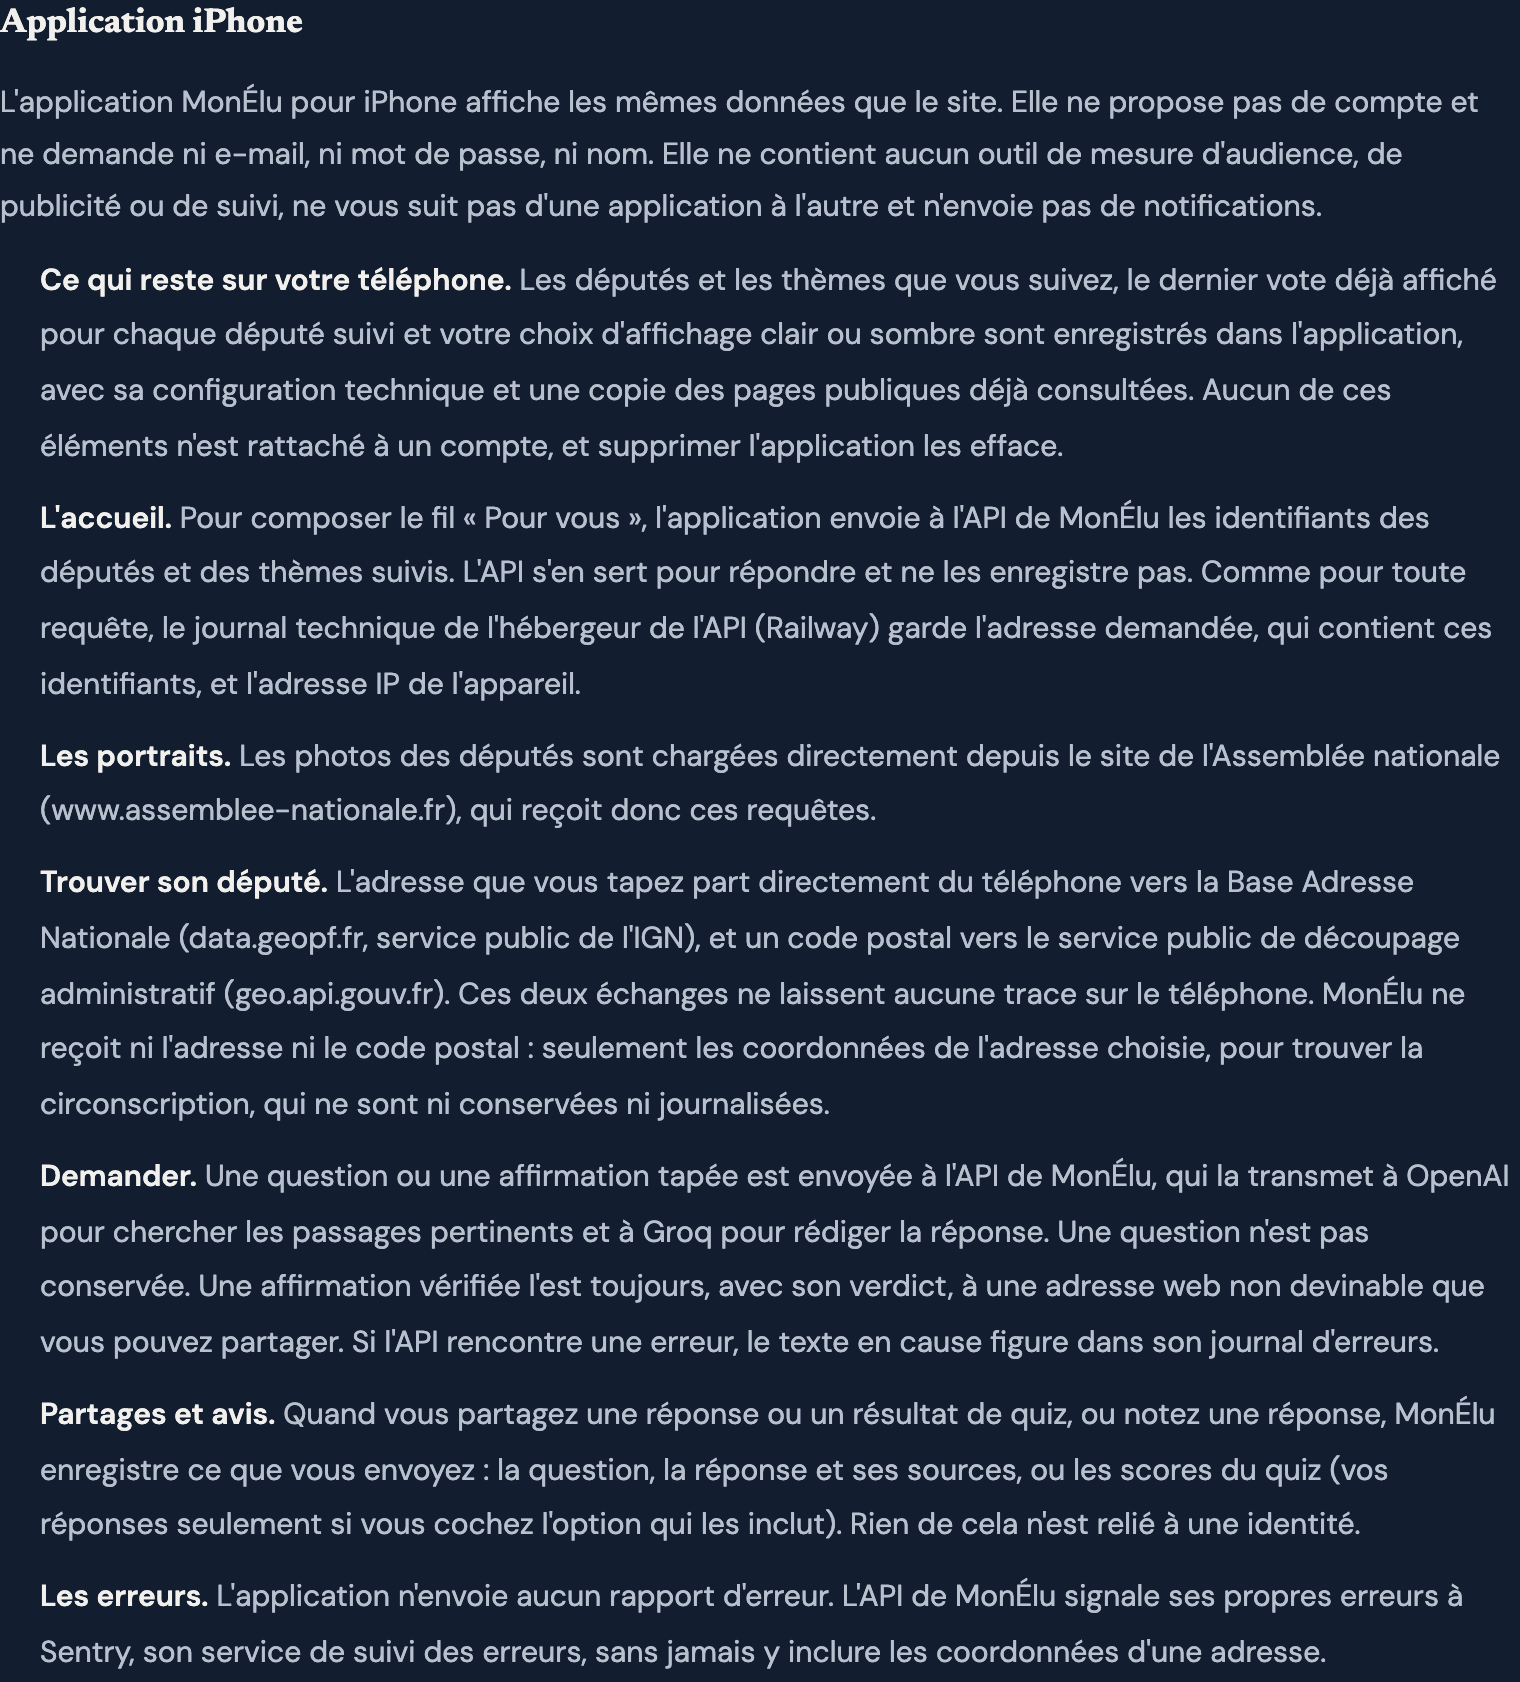 Application iPhone
L'application MonÉlu pour iPhone affiche les mêmes données que le site. Elle ne propose pas de compte et
ne demande ni e-mail, ni mot de passe, ni nom. Elle ne contient aucun outil de mesure d'audience, de
publicité ou de suivi, ne vous suit pas d'une application à l'autre et n'envoie pas de notifications.
Ce qui reste sur votre téléphone. Les députés et les thèmes que vous suivez, le dernier vote déjà affiché
pour chaque député suivi et votre choix d'affichage clair ou sombre sont enregistrés dans l'application,
avec sa configuration technique et une copie des pages publiques déjà consultées. Aucun de ces
éléments n'est rattaché à un compte, et supprimer l'application les efface.
L'accueil. Pour composer le fil « Pour vous », l'application envoie à l'API de MonÉlu les identifiants des
députés et des thèmes suivis. L'API s'en sert pour répondre et ne les enregistre pas. Comme pour toute
requête, le journal technique de l'hébergeur de l'API (Railway) garde l'adresse demandée, qui contient ces
identifiants, et l'adresse IP de l'appareil.
Les portraits. Les photos des députés sont chargées directement depuis le site de l'Assemblée nationale
(www.assemblee-nationale.fr), qui reçoit donc ces requêtes.
Trouver son député. L'adresse que vous tapez part directement du téléphone vers la Base Adresse
Nationale (data.geopf.fr, service public de l'IGN), et un code postal vers le service public de découpage
administratif (geo.api.gouv.fr). Ces deux échanges ne laissent aucune trace sur le téléphone. MonÉlu ne
reçoit ni l'adresse ni le code postal : seulement les coordonnées de l'adresse choisie, pour trouver la
circonscription, qui ne sont ni conservées ni journalisées.
Demander. Une question ou une affirmation tapée est envoyée à l'API de MonÉlu, qui la transmet à OpenAI
pour chercher les passages pertinents et à Groq pour rédiger la réponse. Une question n'est pas
conservée. Une affirmation vérifiée l'est toujours, avec son verdict, à une adresse web non devinable que
vous pouvez partager. Si l'API rencontre une erreur, le texte en cause figure dans son journal d'erreurs.
Partages et avis. Quand vous partagez une réponse ou un résultat de quiz, ou notez une réponse, MonÉlu
enregistre ce que vous envoyez : la question, la réponse et ses sources, ou les scores du quiz (vos
réponses seulement si vous cochez l'option qui les inclut). Rien de cela n'est relié à une identité.
Les erreurs. L'application n'envoie aucun rapport d'erreur. L'API de MonÉlu signale ses propres erreurs à
Sentry, son service de suivi des erreurs, sans jamais y inclure les coordonnées d'une adresse.